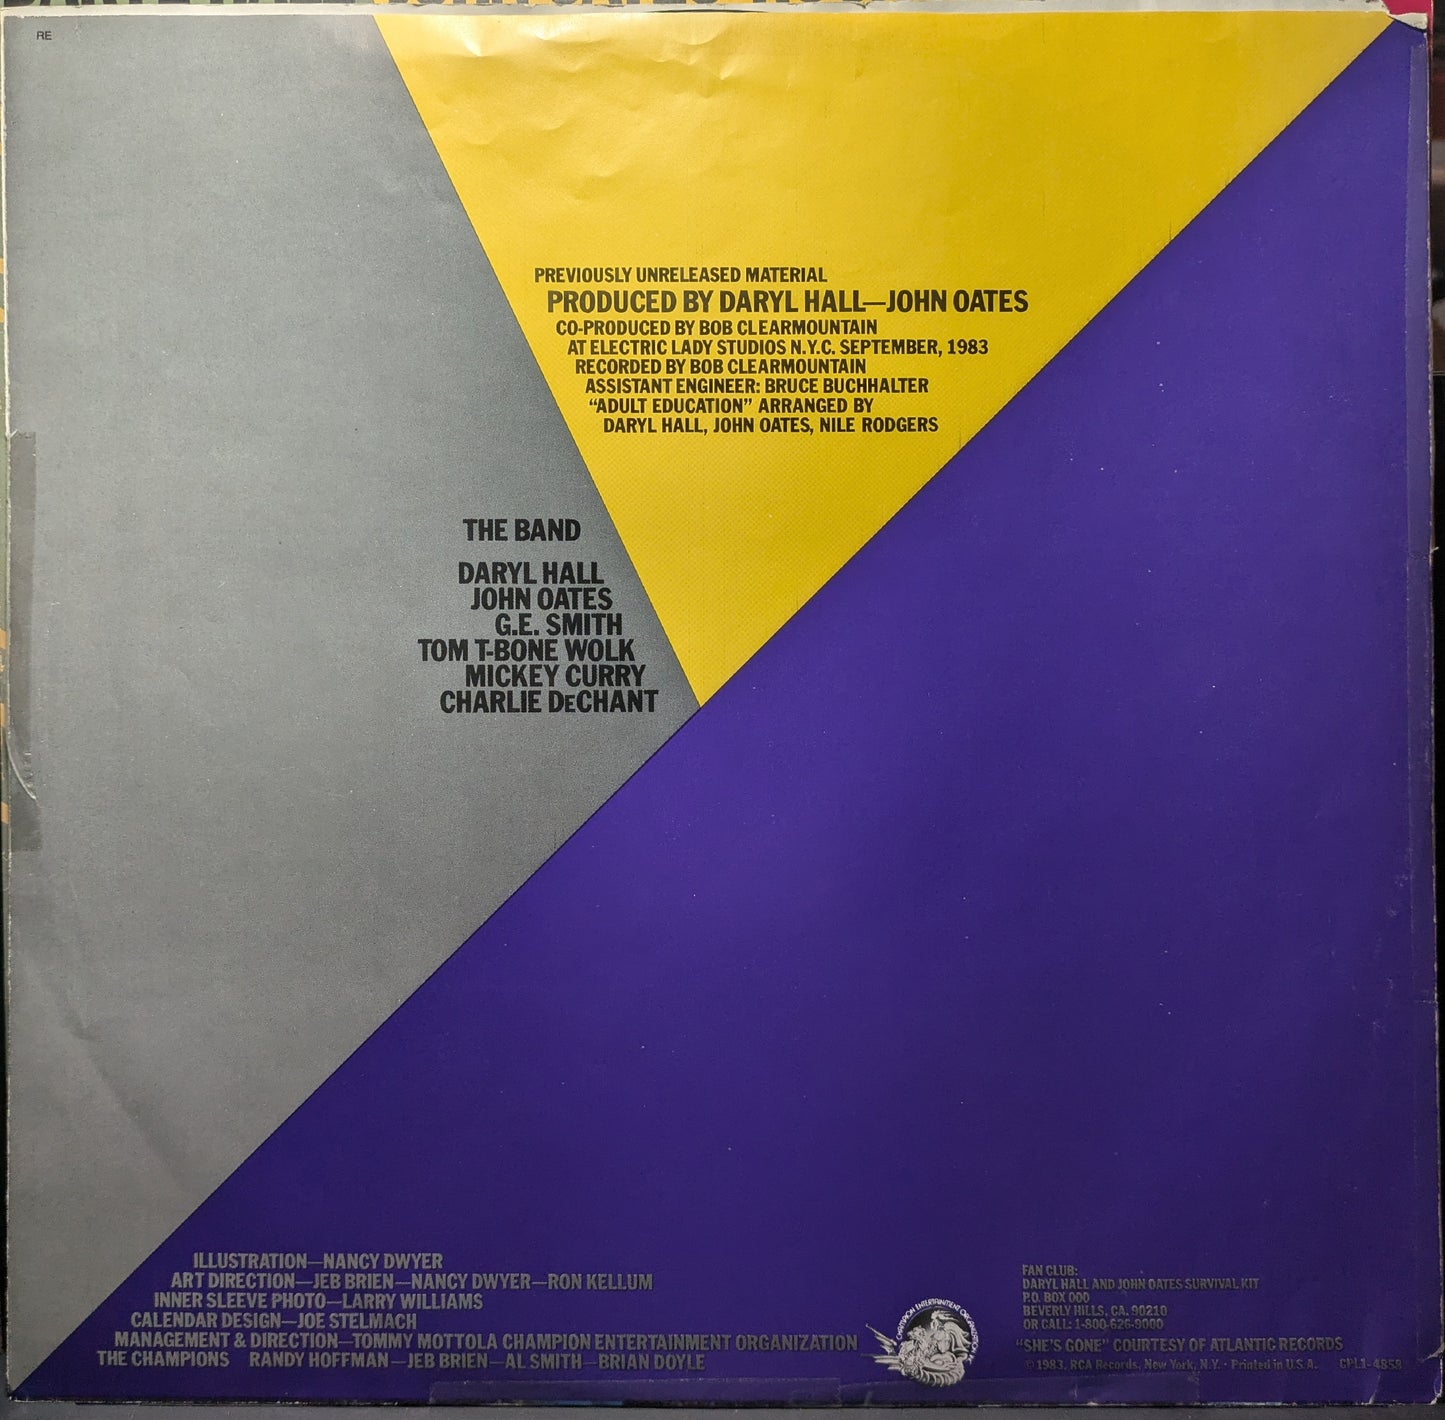 RE
PREVIOUSLY UNRELEASED MATERIAL
PRODUCED BY DARYL HALL—JOHN OATES
CO-PRODUCED BY BOB CLEARMOUNTAIN
AT ELECTRIC LADY STUDIOS N.Y.C. SEPTEMBER, 1983
RECORDED BY BOB CLEARMOUNTAIN
ASSISTANT ENGINEER: BRUCE BUCHHALTER
“ADULT EDUCATION” ARRANGED BY
DARYL HALL, JOHN OATES, NILE RODGERS
THE BAND
DARYL HALL
JOHN OATES
G.E. SMITH
TOM T-BONE WOLK
MICKEY CURRY
CHARLIE DeCHANT
ILLUSTRATION—NANCY DWYER
ART DIRECTION—JEB BRIEN—NANCY DWYER—RON KELLUM
INNER SLEEVE PHOTO—LARRY WILLIAMS
CALENDAR DESIGN—JOE STELMACH
MANAGEMENT & DIRECTION—TOMMY MOTTOLA CHAMPION ENTERTAINMENT ORGANIZATION
THE CHAMPIONS RANDY HOFFMAN—JEB BRIEN—AL SMITH—BRIAN DOYLE
CHAMPION ENTERTAINMENT ORGANIZATION
FAN CLUB:
DARYL HALL AND JOHN OATES SURVIVAL KIT
P.O. BOX 000
BEVERLY HILLS, CA. 90210
OR CALL: 1-800-626-9000
“SHE'S GONE” COURTESY OF ATLANTIC RECORDS
© 1983, RCA Records, New York, N.Y. · Printed in U.S.A. CPL1-4858